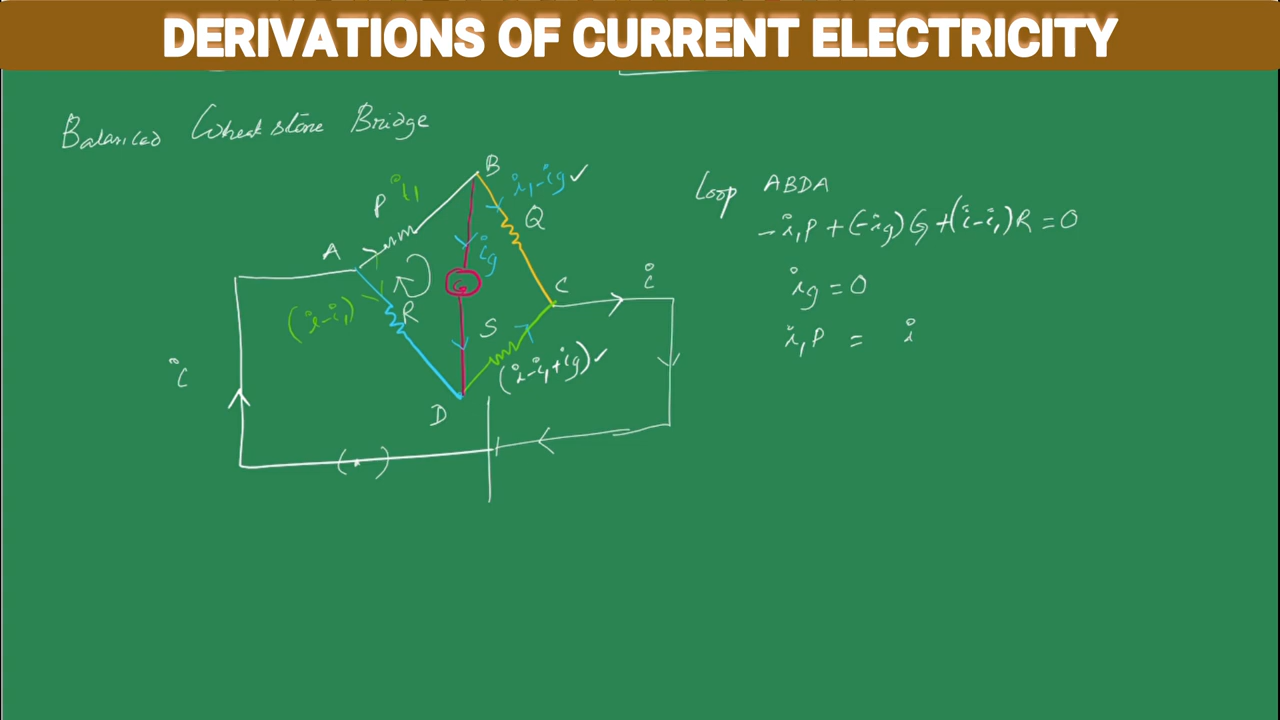 DERIVATIONS OF CURRENT ELECTRICITY
Balanced Wheatstone Bridge
B
P i1
i1-ig ✓
Q
A
ig
G
(i-i1)
R
S
C
i
(i-i1+ig) ✓
i
D
Loop ABDA
-i1P + (-ig) G + (i-i1) R = 0
ig = 0
i1P = i